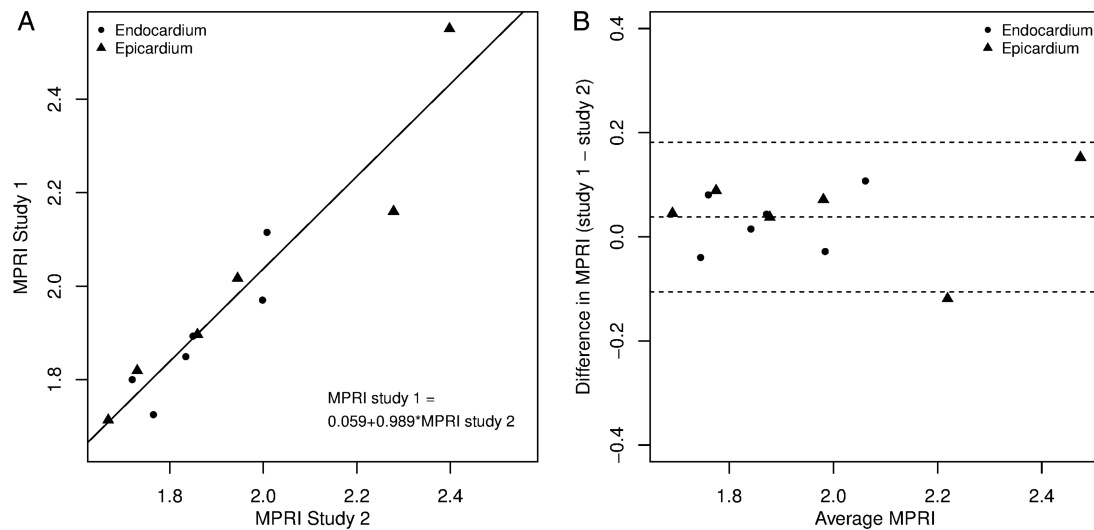 A
Endocardium
Epicardium
MPRI Study 1
2.4
2.2
2.0
1.8
MPRI study 1 =
0.059+0.989*MPRI study 2
1.8
2.0
2.2
2.4
MPRI Study 2
B
Endocardium
Epicardium
Difference in MPRI (study 1 − study 2)
0.4
0.2
0.0
−0.2
−0.4
1.8
2.0
2.2
2.4
Average MPRI